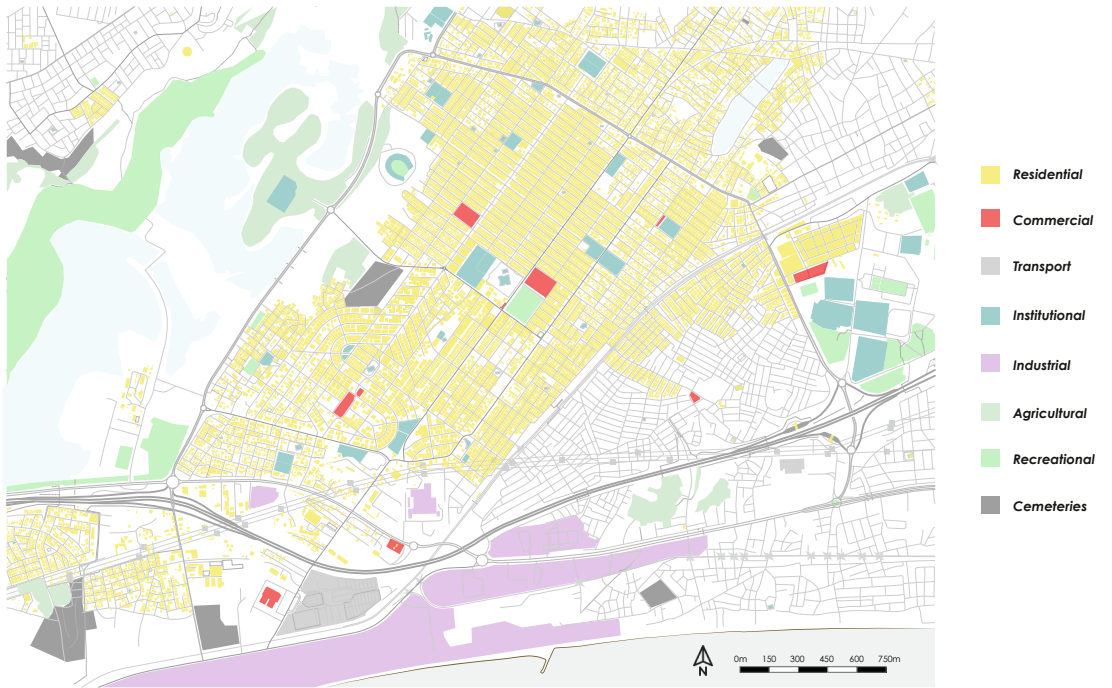 Residential
Commercial
Transport
Institutional
Industrial
Agricultural
Recreational
Cemeteries
0m 150 300 450 600 750m
N